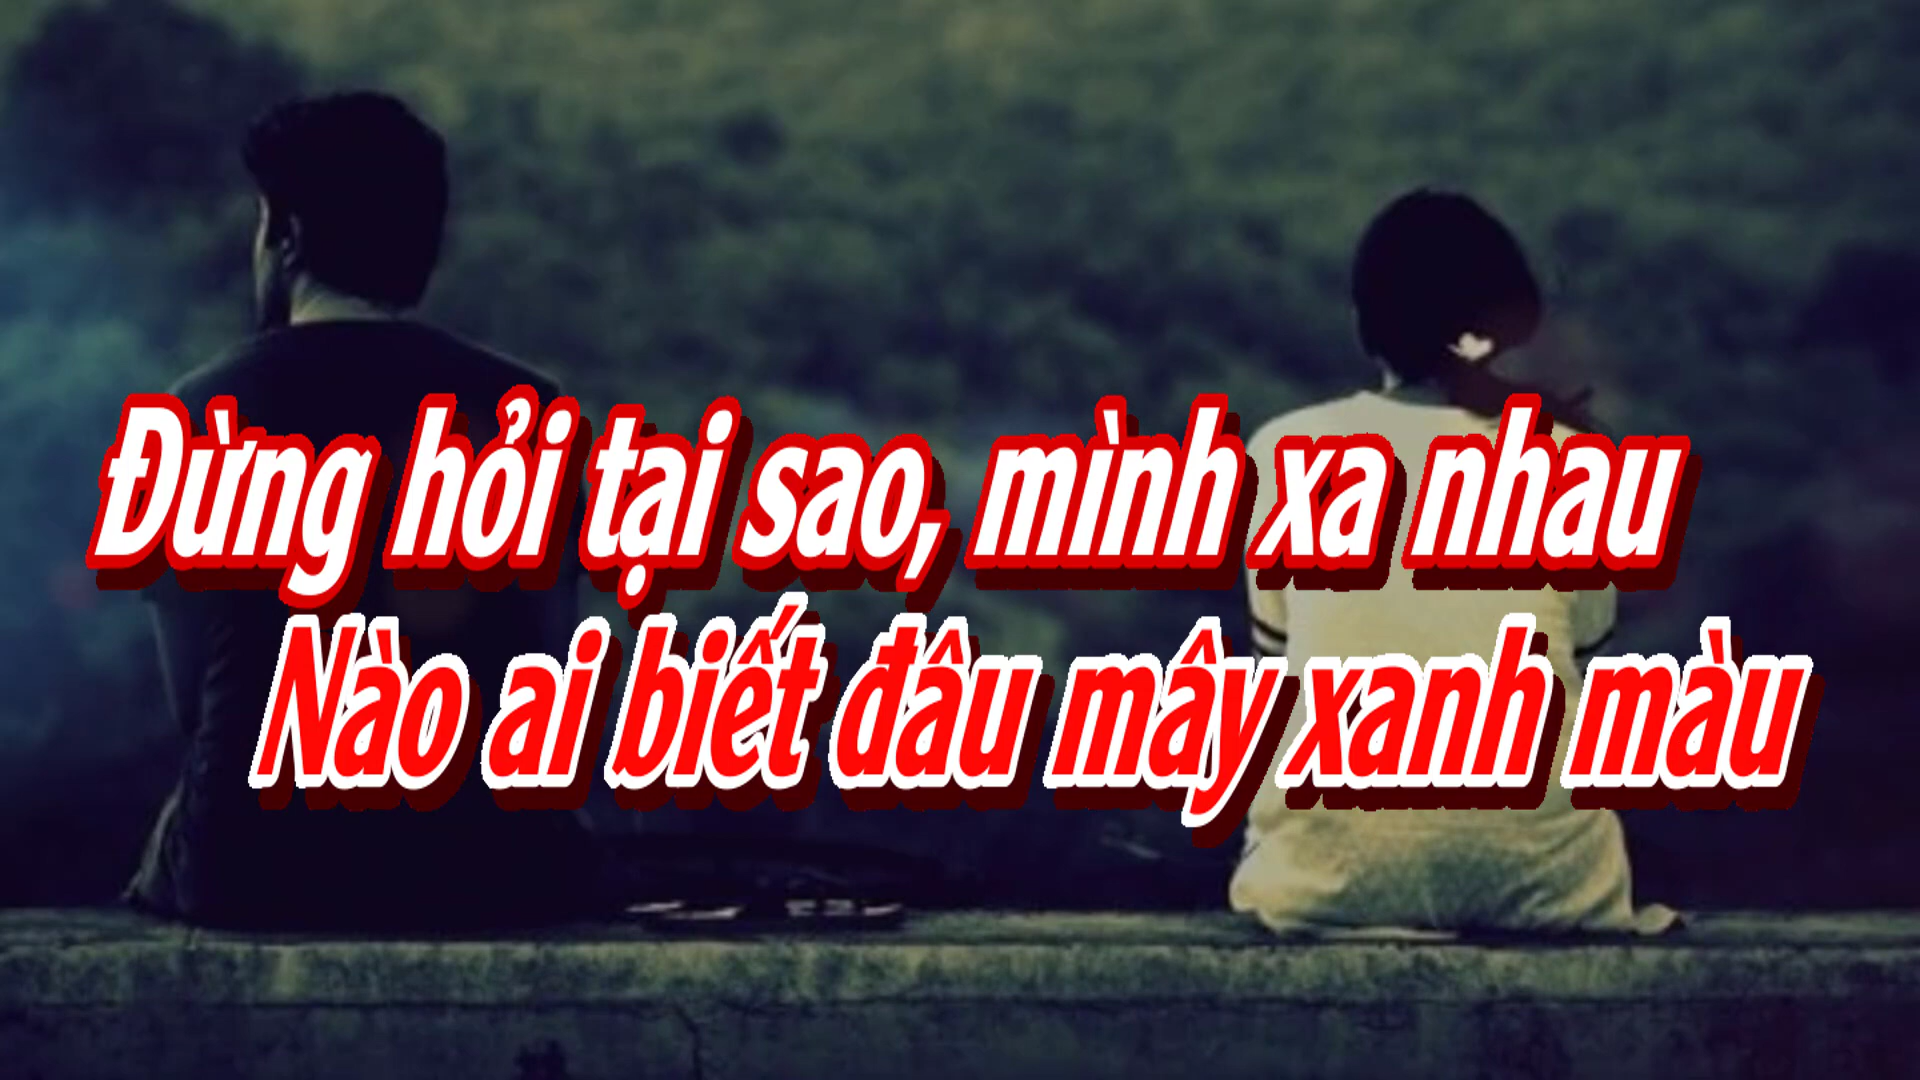 Đừng hỏi tại sao, mình xa nhau
Nào ai biết đâu mây xanh màu